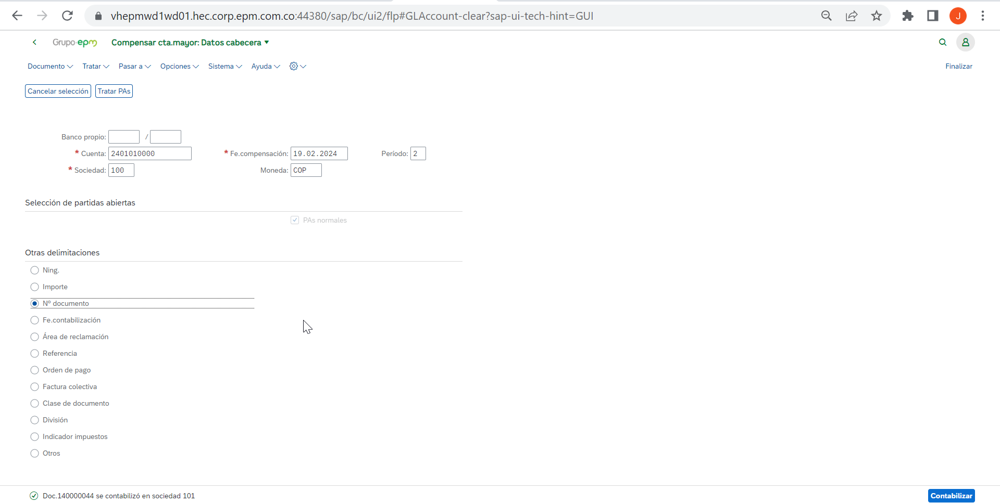 vhepmwd1wd01.hec.corp.epm.com.co:44380/sap/bc/ui2/flp#GLAccount-clear?sap-ui-tech-hint=GUI
J
Grupo·epm Compensar cta.mayor: Datos cabecera
Documento Tratar Pasar a Opciones Sistema Ayuda Finalizar
Cancelar selección Tratar PAs
Banco propio: /
* Cuenta: 2401010000 * Fe.compensación: 19.02.2024 Período: 2
* Sociedad: 100 Moneda: COP
Selección de partidas abiertas
PAs normales
Otras delimitaciones
Ning.
Importe
Nº documento
Fe.contabilización
Área de reclamación
Referencia
Orden de pago
Factura colectiva
Clase de documento
División
Indicador impuestos
Otros
Doc.140000044 se contabilizó en sociedad 101 Contabilizar